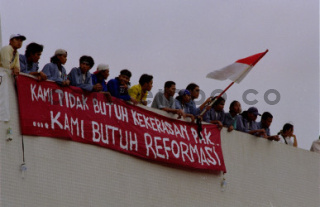 KAMI TIDAK BUTUH KEKERASAN P.H.K.
....KAMI BUTUH REFORMASI